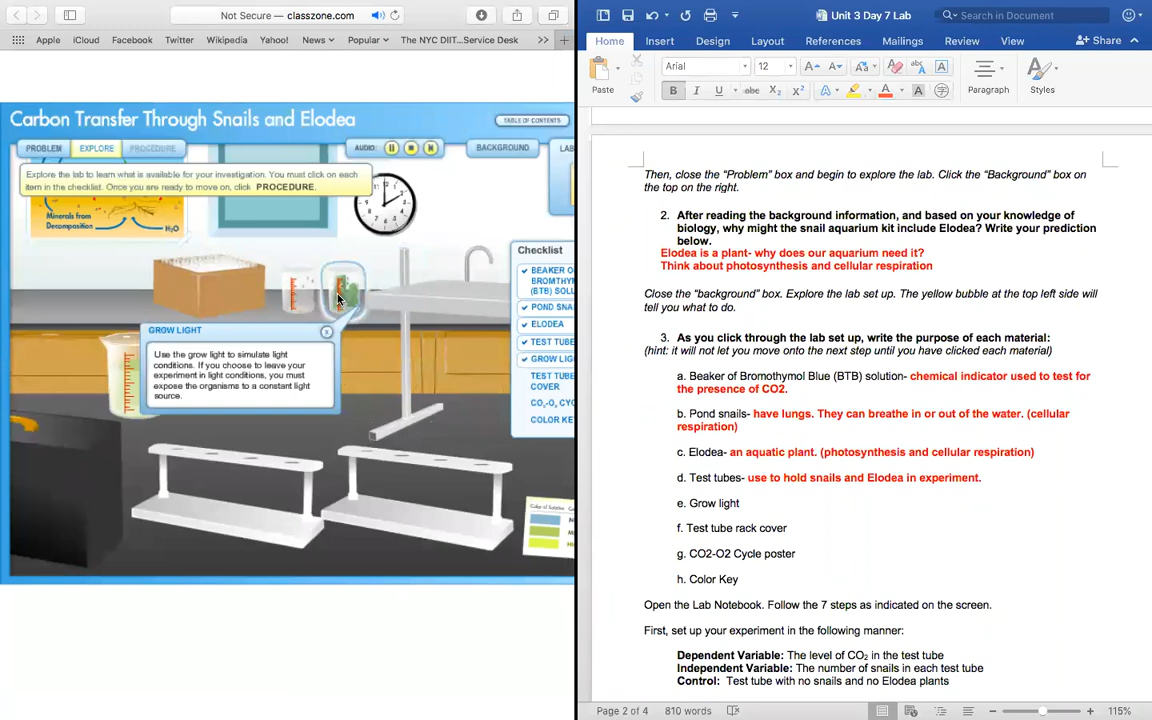 Not Secure — classzone.com
Apple iCloud Facebook Twitter Wikipedia Yahoo! News Popular The NYC DIIT...Service Desk
Carbon Transfer Through Snails and Elodea
TABLE OF CONTENTS
PROBLEM EXPLORE PROCEDURE AUDIO: BACKGROUND LAB
Explore the lab to learn what is available for your investigation. You must click on each
item in the checklist. Once you are ready to move on, click PROCEDURE.
Minerals from
Decomposition
H₂O
Checklist
BEAKER O
BROMTHY
(BTB) SOLU
POND SNA
ELODEA
TEST TUBE
GROW LIG
TEST TUBE
COVER
CO₂-O₂ CYC
COLOR KE
GROW LIGHT x
Use the grow light to simulate light
conditions. If you choose to leave your
experiment in light conditions, you must
expose the organisms to a constant light
source.
Unit 3 Day 7 Lab
Search in Document
Home Insert Design Layout References Mailings Review View Share
Paste
Arial 12
B I U abc X₂ X²
Paragraph Styles
Then, close the “Problem” box and begin to explore the lab. Click the “Background” box on
the top on the right.
2. After reading the background information, and based on your knowledge of
biology, why might the snail aquarium kit include Elodea? Write your prediction
below.
Elodea is a plant- why does our aquarium need it?
Think about photosynthesis and cellular respiration
Close the “background” box. Explore the lab set up. The yellow bubble at the top left side will
tell you what to do.
3. As you click through the lab set up, write the purpose of each material:
(hint: it will not let you move onto the next step until you have clicked each material)
a. Beaker of Bromothymol Blue (BTB) solution- chemical indicator used to test for
the presence of CO2.
b. Pond snails- have lungs. They can breathe in or out of the water. (cellular
respiration)
c. Elodea- an aquatic plant. (photosynthesis and cellular respiration)
d. Test tubes- use to hold snails and Elodea in experiment.
e. Grow light
f. Test tube rack cover
g. CO2-O2 Cycle poster
h. Color Key
Open the Lab Notebook. Follow the 7 steps as indicated on the screen.
First, set up your experiment in the following manner:
Dependent Variable: The level of CO₂ in the test tube
Independent Variable: The number of snails in each test tube
Control: Test tube with no snails and no Elodea plants
Page 2 of 4 810 words 115%